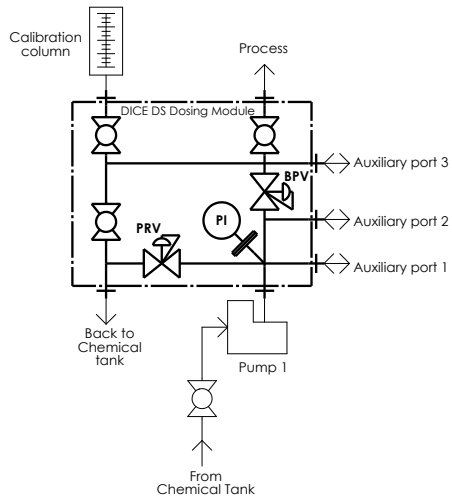 Calibration
column
Process
DICE DS Dosing Module
Auxiliary port 3
BPV
PRV
PI
Auxiliary port 2
Auxiliary port 1
Back to
Chemical
tank
Pump 1
From
Chemical Tank